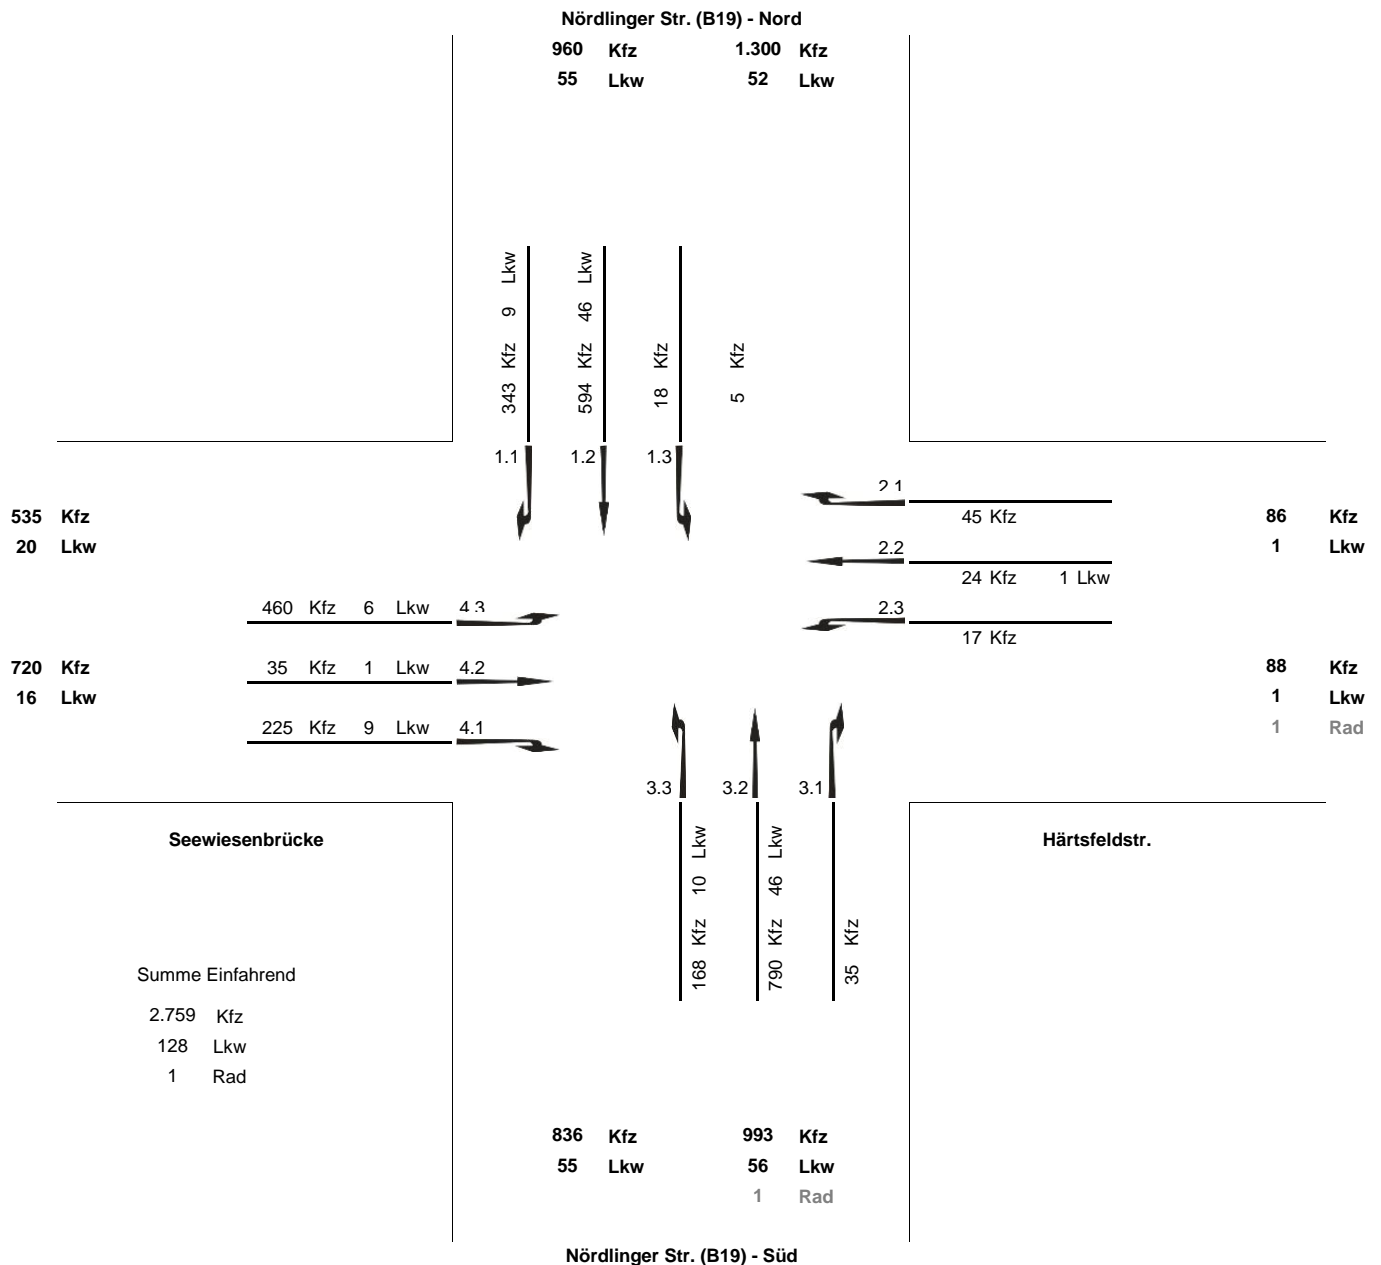 Nördlinger Str. (B19) - Nord
960 Kfz 1.300 Kfz
55 Lkw 52 Lkw
343 Kfz 9 Lkw
594 Kfz 46 Lkw
18 Kfz
5 Kfz
1.1 1.2 1.3
2.1
45 Kfz
2.2
24 Kfz 1 Lkw
2.3
17 Kfz
535 Kfz
20 Lkw
86 Kfz
1 Lkw
460 Kfz 6 Lkw 4.3
720 Kfz
16 Lkw
35 Kfz 1 Lkw 4.2
225 Kfz 9 Lkw 4.1
88 Kfz
1 Lkw
1 Rad
3.3 3.2 3.1
168 Kfz 10 Lkw
790 Kfz 46 Lkw
35 Kfz
Seewiesenbrücke
Härtsfeldstr.
Summe Einfahrend
2.759 Kfz
128 Lkw
1 Rad
836 Kfz 993 Kfz
55 Lkw 56 Lkw
1 Rad
Nördlinger Str. (B19) - Süd